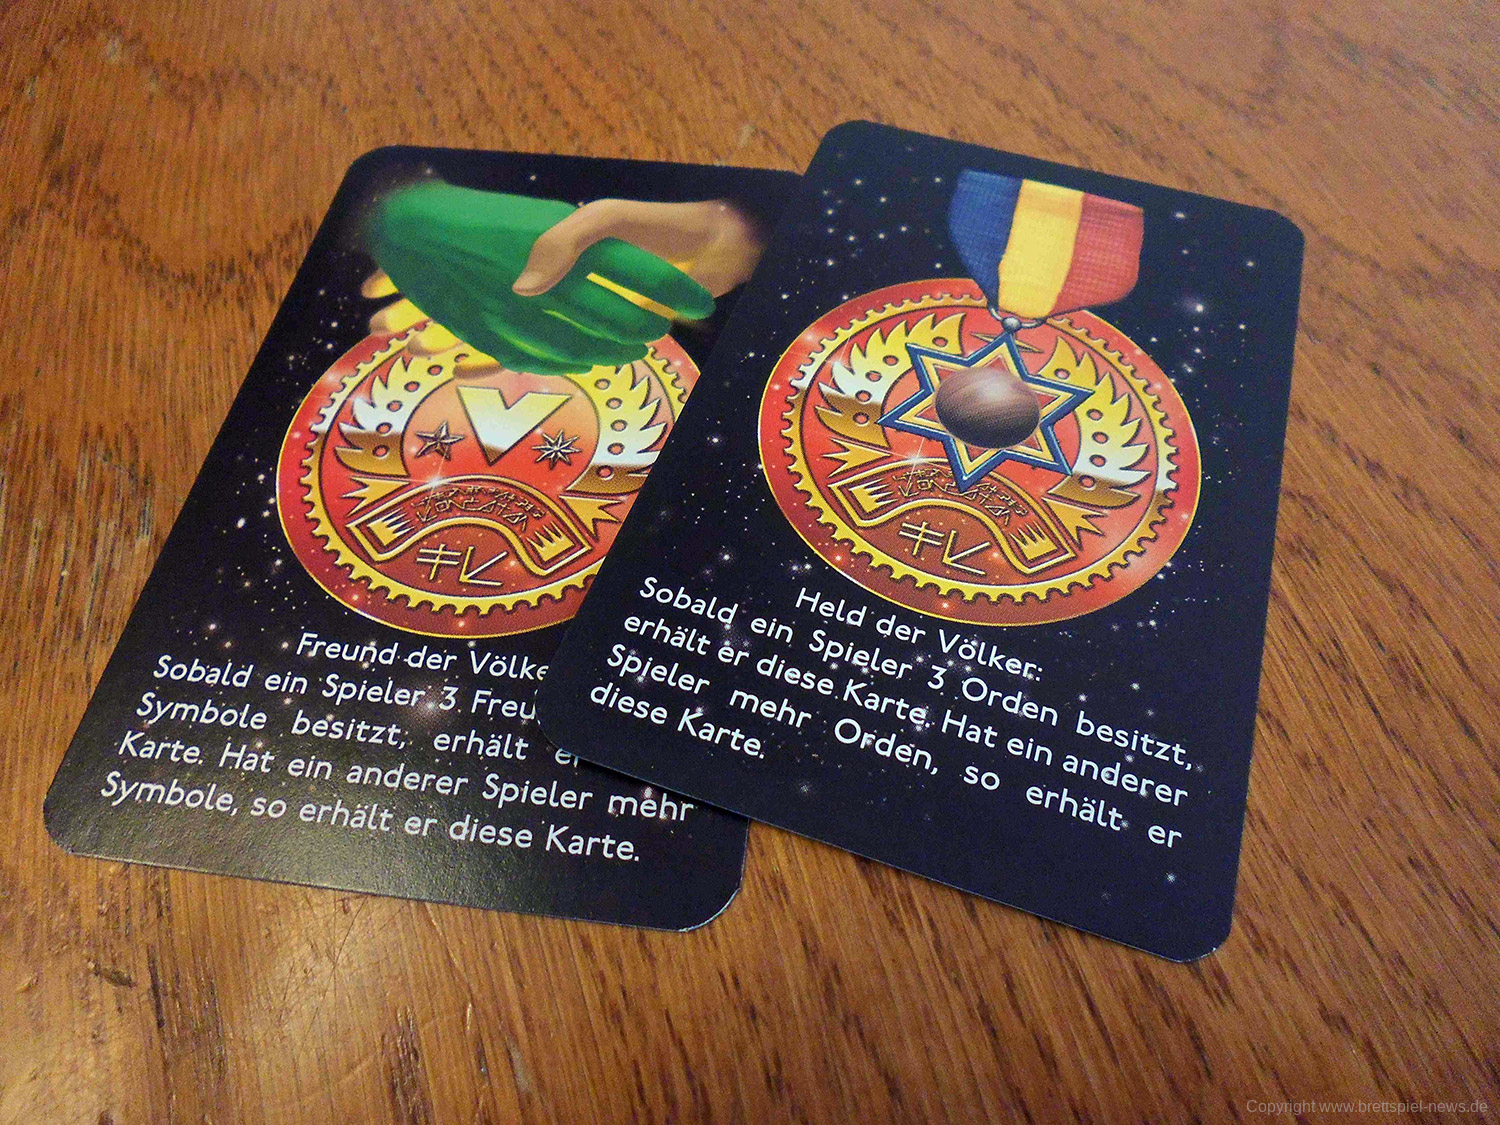 Freund der Völke
Sobald ein Spieler 3 Freu
Symbole besitzt, erhält
Karte. Hat ein anderer Spieler mehr
Symbole, so erhält er diese Karte.
Held der Völker:
Sobald ein Spieler 3 Orden besitzt,
erhält er diese Karte. Hat ein anderer
Spieler mehr Orden, so erhält er
diese Karte.
Copyright www.brettspiel-news.de